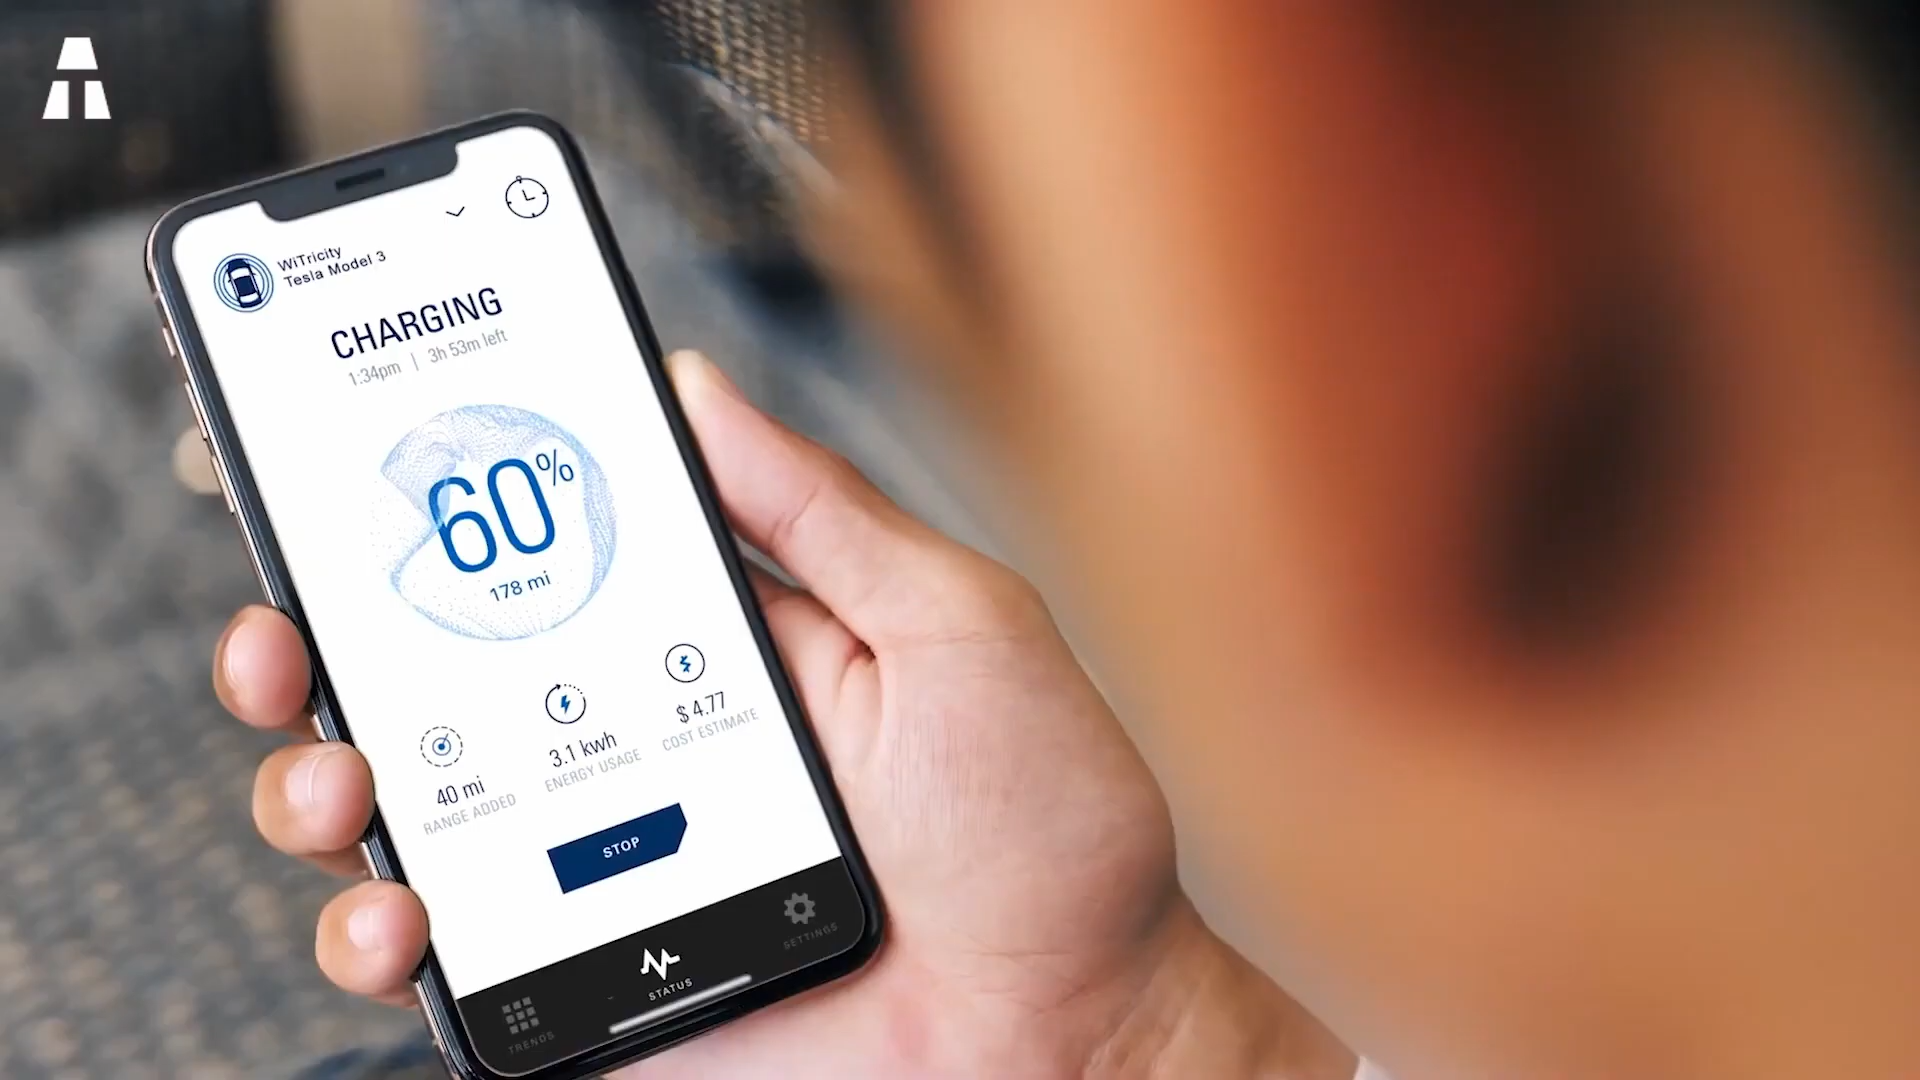 WiTricity
Tesla Model 3
CHARGING
1:34pm | 3h 53m left
60%
178 mi
40 mi
RANGE ADDED
3.1 kwh
ENERGY USAGE
$ 4.77
COST ESTIMATE
STOP
TRENDS
STATUS
SETTINGS